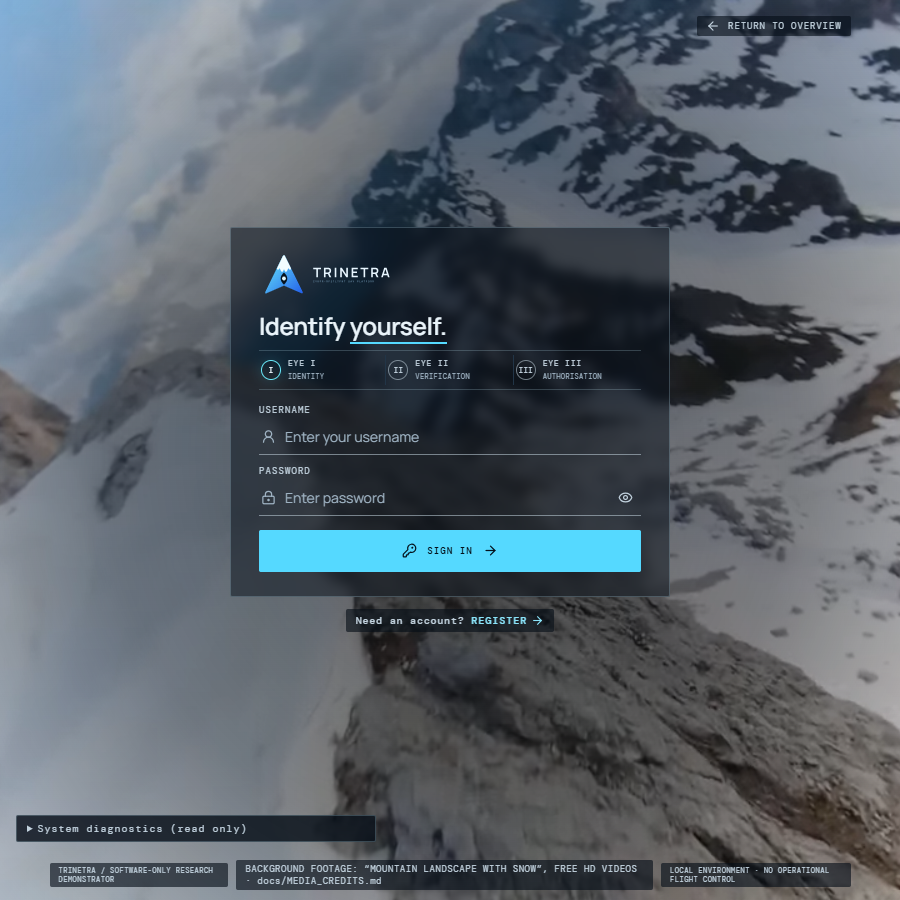 RETURN TO OVERVIEW
TRINETRA
Identify yourself.
I
EYE I
IDENTITY
II
EYE II
VERIFICATION
III
EYE III
AUTHORISATION
USERNAME
Enter your username
PASSWORD
Enter password
SIGN IN
Need an account? REGISTER
System diagnostics (read only)
TRINETRA / SOFTWARE-ONLY RESEARCH
DEMONSTRATOR
BACKGROUND FOOTAGE: “MOUNTAIN LANDSCAPE WITH SNOW”, FREE HD VIDEOS
· docs/MEDIA_CREDITS.md
LOCAL ENVIRONMENT · NO OPERATIONAL
FLIGHT CONTROL